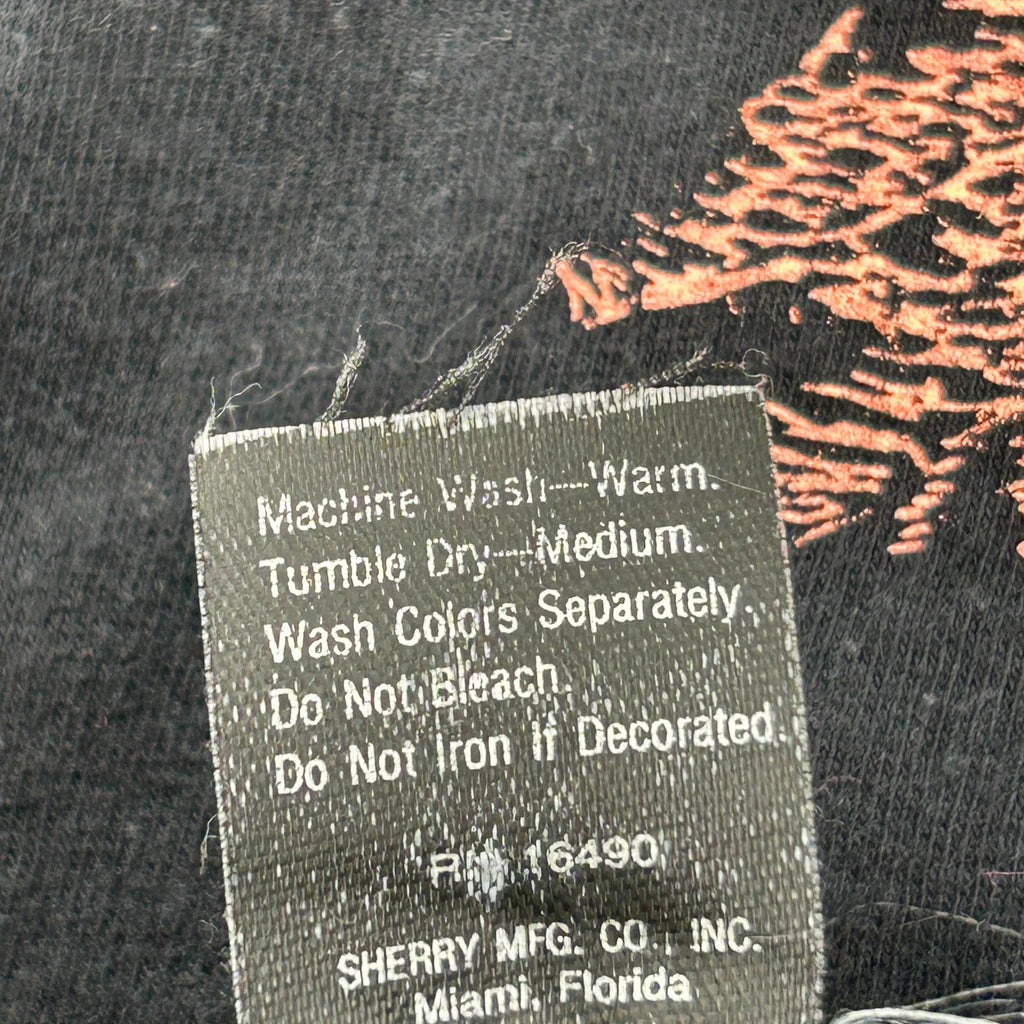 Machine Wash—Warm.
Tumble Dry—Medium.
Wash Colors Separately.
Do Not Bleach.
Do Not Iron If Decorated.
RN 16490
SHERRY MFG. CO., INC.
Miami, Florida